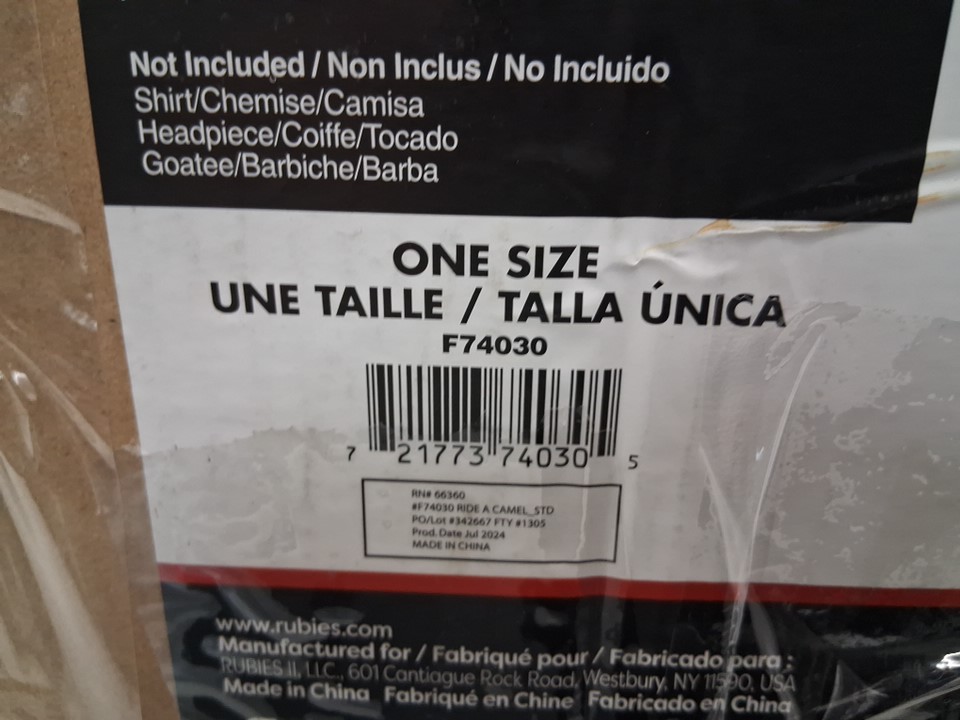 Not Included / Non Inclus / No Incluido
Shirt/Chemise/Camisa
Headpiece/Coiffe/Tocado
Goatee/Barbiche/Barba
ONE SIZE
UNE TAILLE / TALLA ÚNICA
F74030
7 21773 74030 5
RN# 66360
#F74030 RIDE A CAMEL_STD
PO/Lot #342667 FTY #1305
Prod. Date Jul 2024
MADE IN CHINA
www.rubies.com
Manufactured for / Fabriqué pour / Fabricado para :
RUBIES II, LLC., 601 Cantiague Rock Road, Westbury, NY 11590, USA
Made in China Fabriqué en Chine Fabricado en China